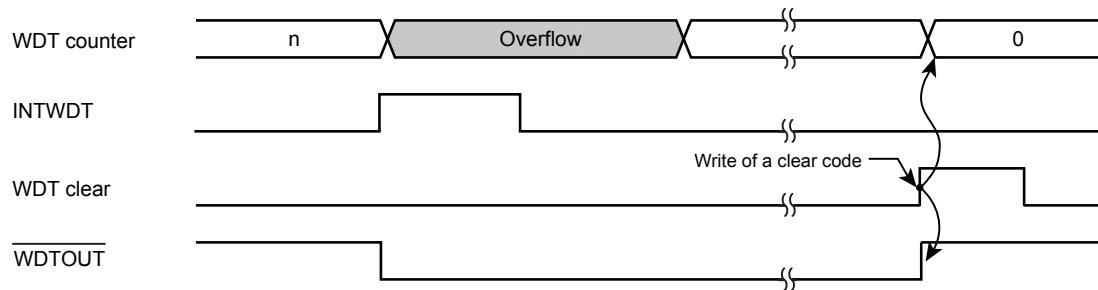 WDT counter n Overflow 0
INTWDT
Write of a clear code
WDT clear
WDTOUT